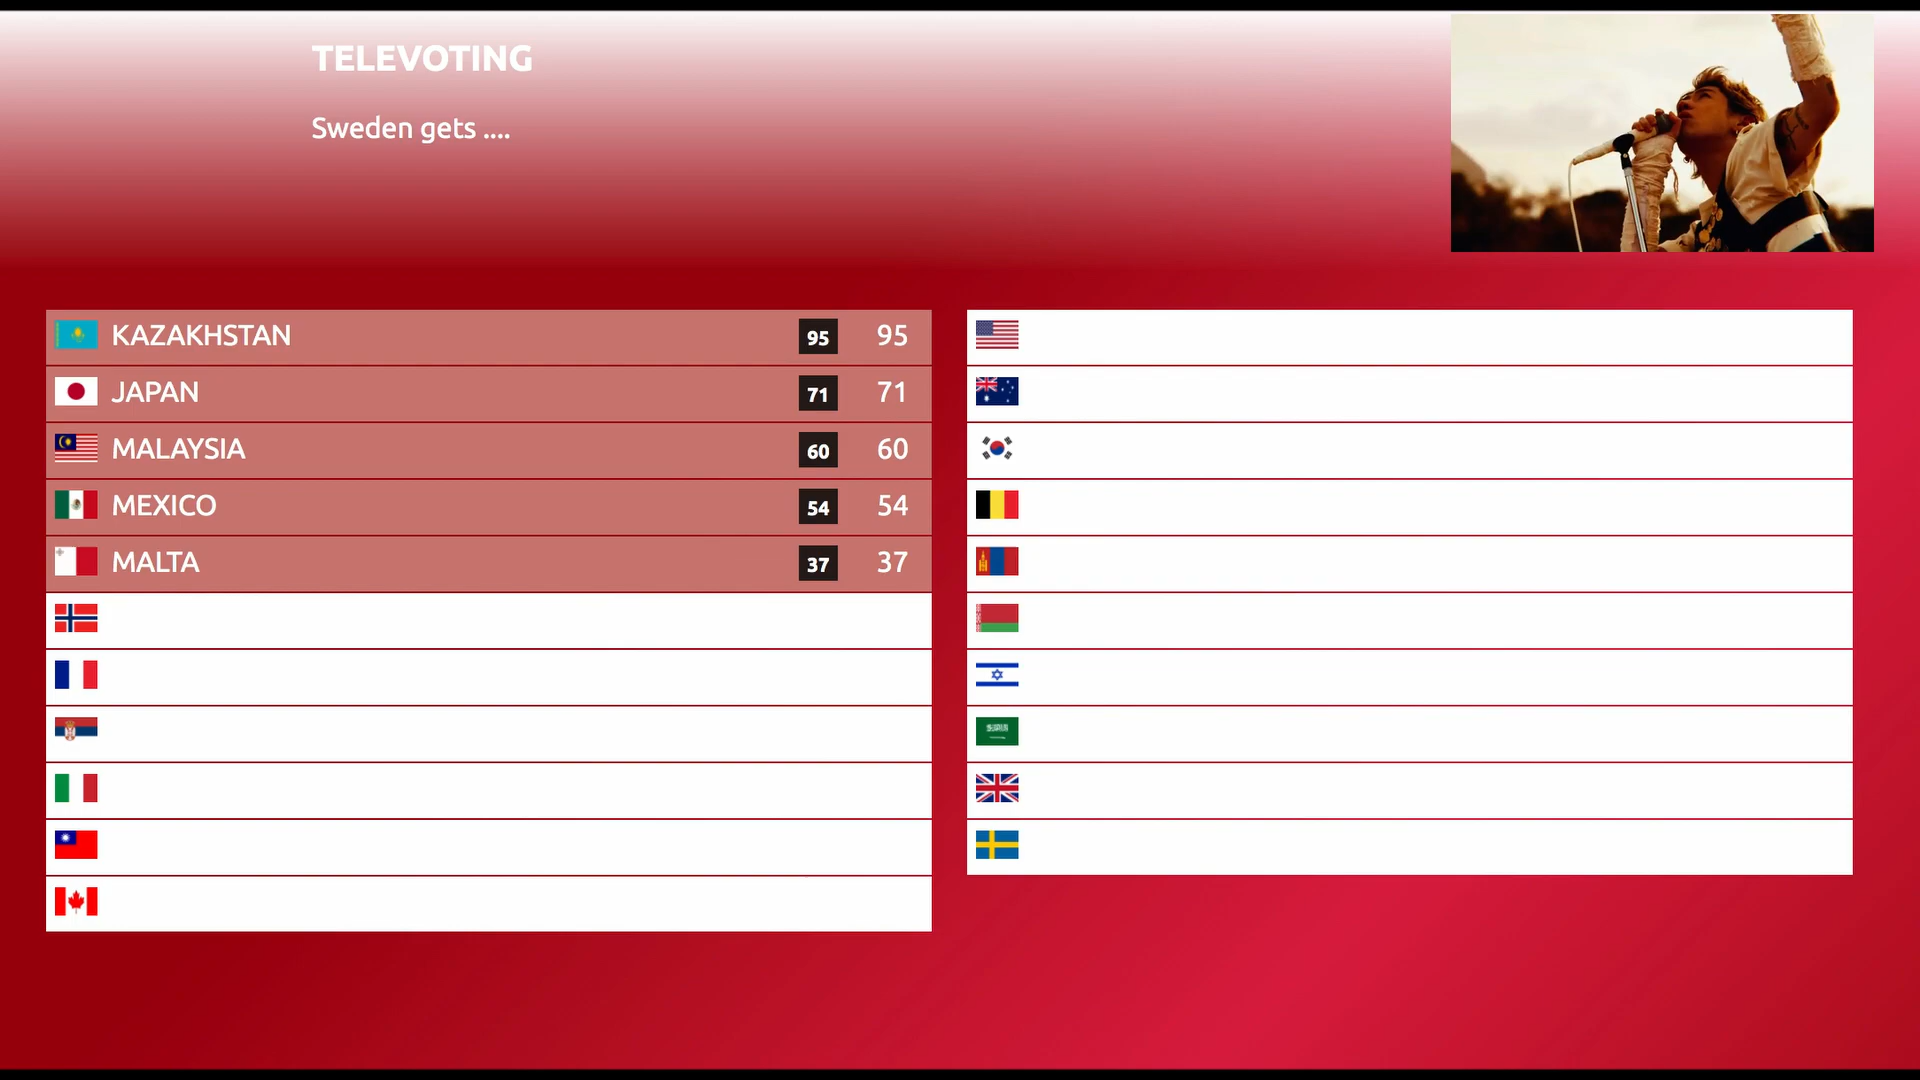 TELEVOTING
Sweden gets ....
KAZAKHSTAN 95 95
JAPAN 71 71
MALAYSIA 60 60
MEXICO 54 54
MALTA 37 37